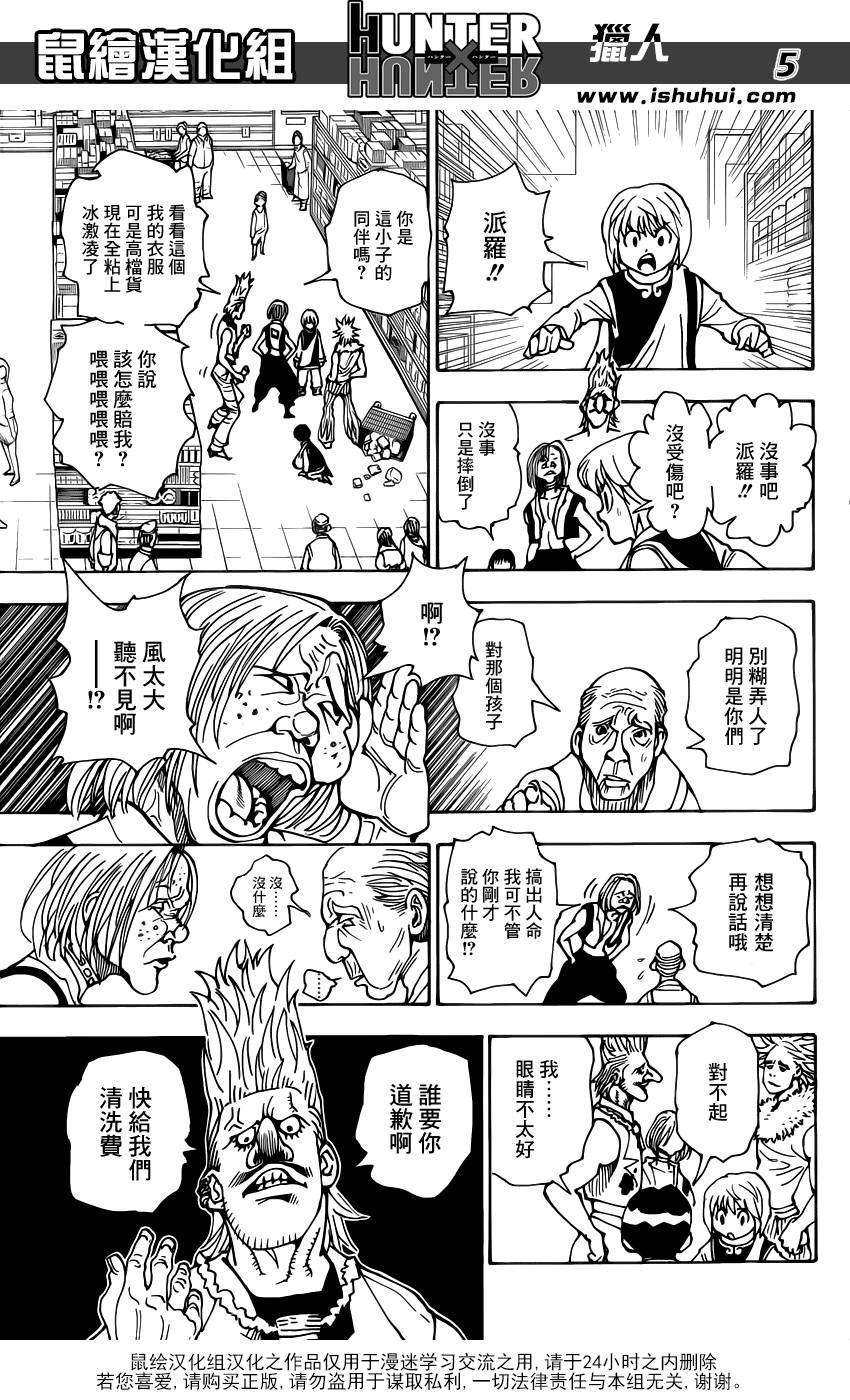 鼠繪漢化組
HUNTER×HUNTER
ハンター×ハンター
獵人
5
www.ishuhui.com
派羅!!
你是
這小子的
同伴嗎?
看看這個
我的衣服
可是高檔貨
現在全粘上
冰激凌了
你說
該怎麼賠我?
喂喂喂喂喂?
沒事吧
派羅!!
沒受傷吧?
沒事
只是摔倒了
別糊弄人了
明明是你們
對那個孩子
啊!?
風太大
聽不見啊
——!?
想想清楚
再說話哦
搞出人命
我可不管
你剛才
說的什麼!?
沒……
沒什麼
對不起
我……
眼睛不太好
誰要你
道歉啊
快給我們
清洗費
鼠绘汉化组汉化之作品仅用于漫迷学习交流之用, 请于24小时之内删除
若您喜爱, 请购买正版, 请勿盗用于谋取私利, 一切法律责任与本组无关, 谢谢。